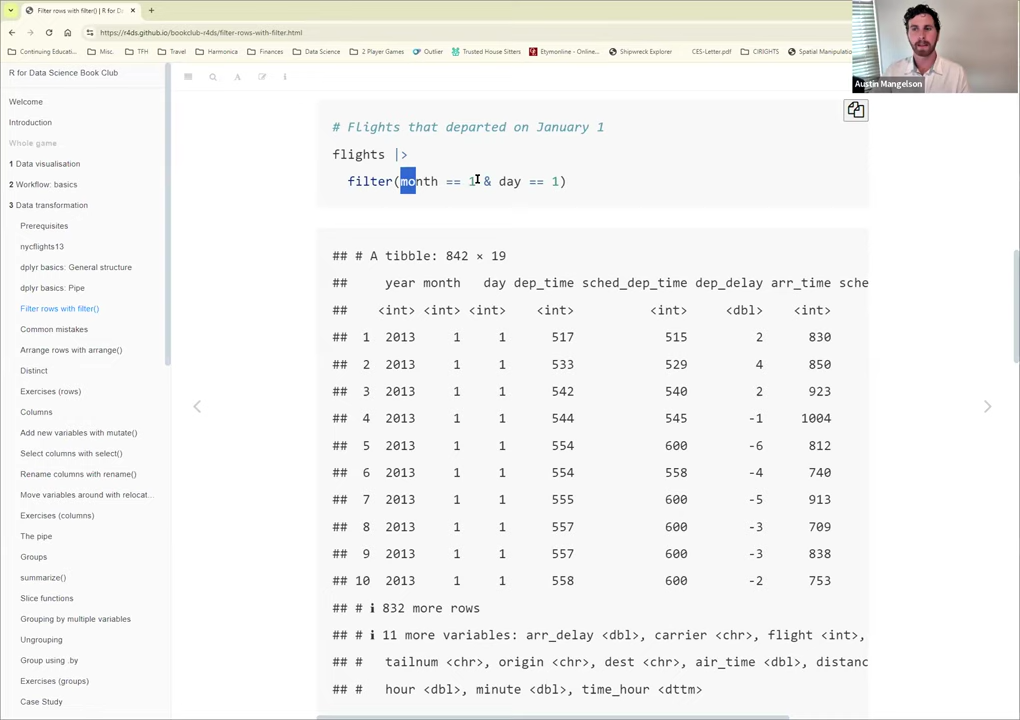 Filter rows with filter() | R for D
https://r4ds.github.io/bookclub-r4ds/filter-rows-with-filter.html
Continuing Educati...
Misc.
TFH
Travel
Harmonica
Finances
Data Science
2 Player Games
Outlier
Trusted House Sitters
Etymonline - Online...
Shipwreck Explorer
CES-Letter.pdf
CIRIGHTS
Spatial Manipulatio
Austin Mangelson
R for Data Science Book Club
Welcome
Introduction
Whole game
1 Data visualisation
2 Workflow: basics
3 Data transformation
Prerequisites
nycflights13
dplyr basics: General structure
dplyr basics: Pipe
Filter rows with filter()
Common mistakes
Arrange rows with arrange()
Distinct
Exercises (rows)
Columns
Add new variables with mutate()
Select columns with select()
Rename columns with rename()
Move variables around with relocat...
Exercises (columns)
The pipe
Groups
summarize()
Slice functions
Grouping by multiple variables
Ungrouping
Group using .by
Exercises (groups)
Case Study
# Flights that departed on January 1
flights |>
filter(month == 1 & day == 1)
## # A tibble: 842 × 19
## year month day dep_time sched_dep_time dep_delay arr_time sche
## <int> <int> <int> <int> <int> <dbl> <int>
## 1 2013 1 1 517 515 2 830
## 2 2013 1 1 533 529 4 850
## 3 2013 1 1 542 540 2 923
## 4 2013 1 1 544 545 -1 1004
## 5 2013 1 1 554 600 -6 812
## 6 2013 1 1 554 558 -4 740
## 7 2013 1 1 555 600 -5 913
## 8 2013 1 1 557 600 -3 709
## 9 2013 1 1 557 600 -3 838
## 10 2013 1 1 558 600 -2 753
## # ℹ 832 more rows
## # ℹ 11 more variables: arr_delay <dbl>, carrier <chr>, flight <int>,
## # tailnum <chr>, origin <chr>, dest <chr>, air_time <dbl>, distanc
## # hour <dbl>, minute <dbl>, time_hour <dttm>